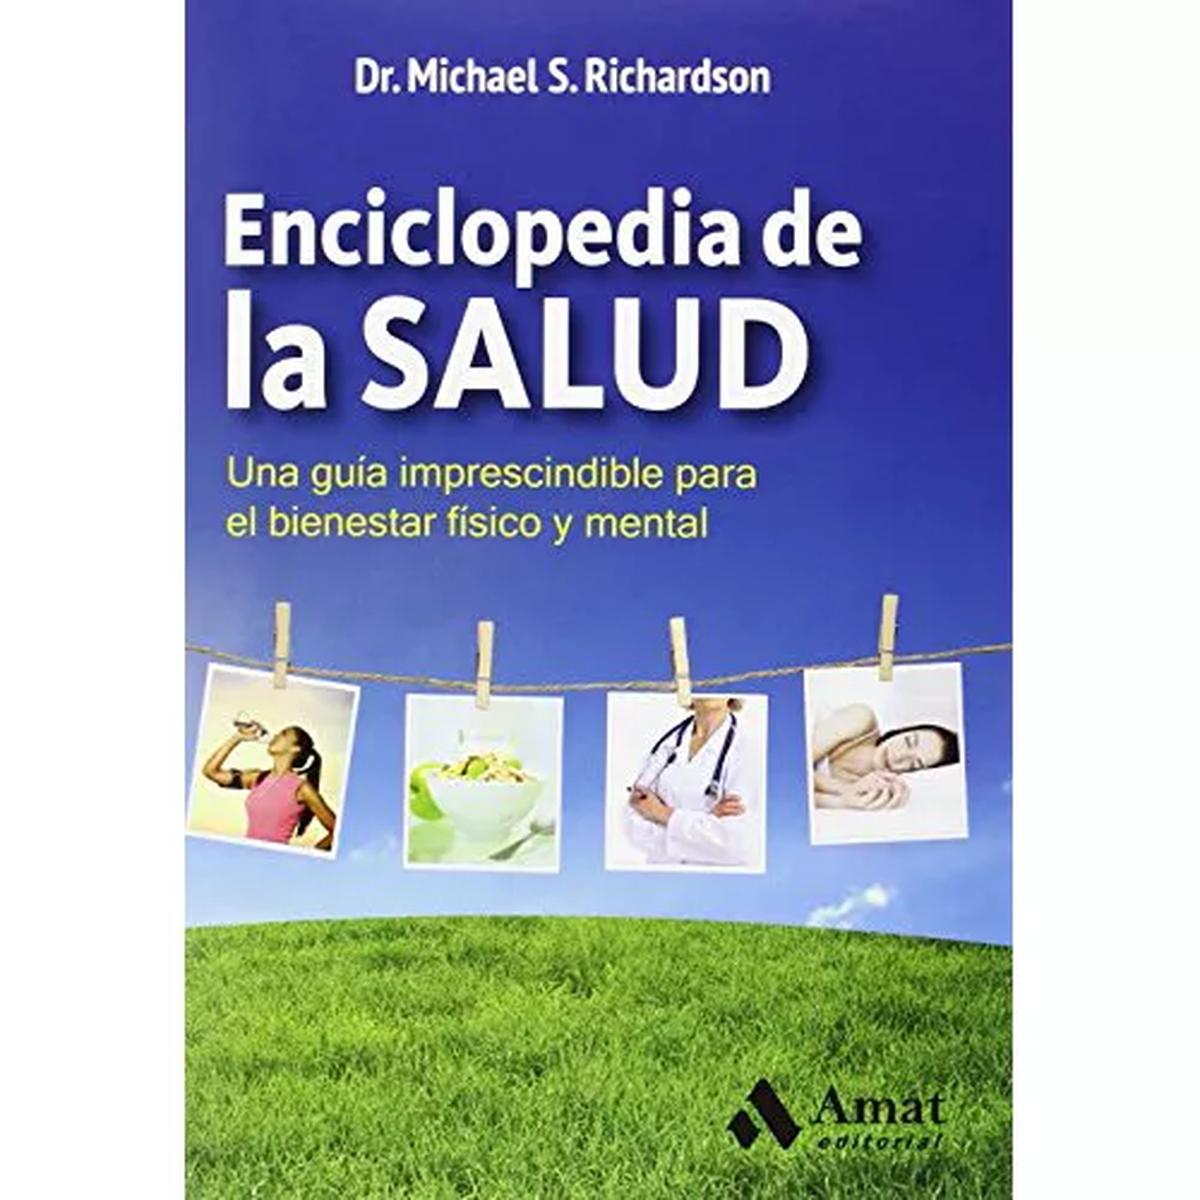 Dr. Michael S. Richardson
Enciclopedia de
la SALUD
Una guía imprescindible para
el bienestar físico y mental
Amat
editorial